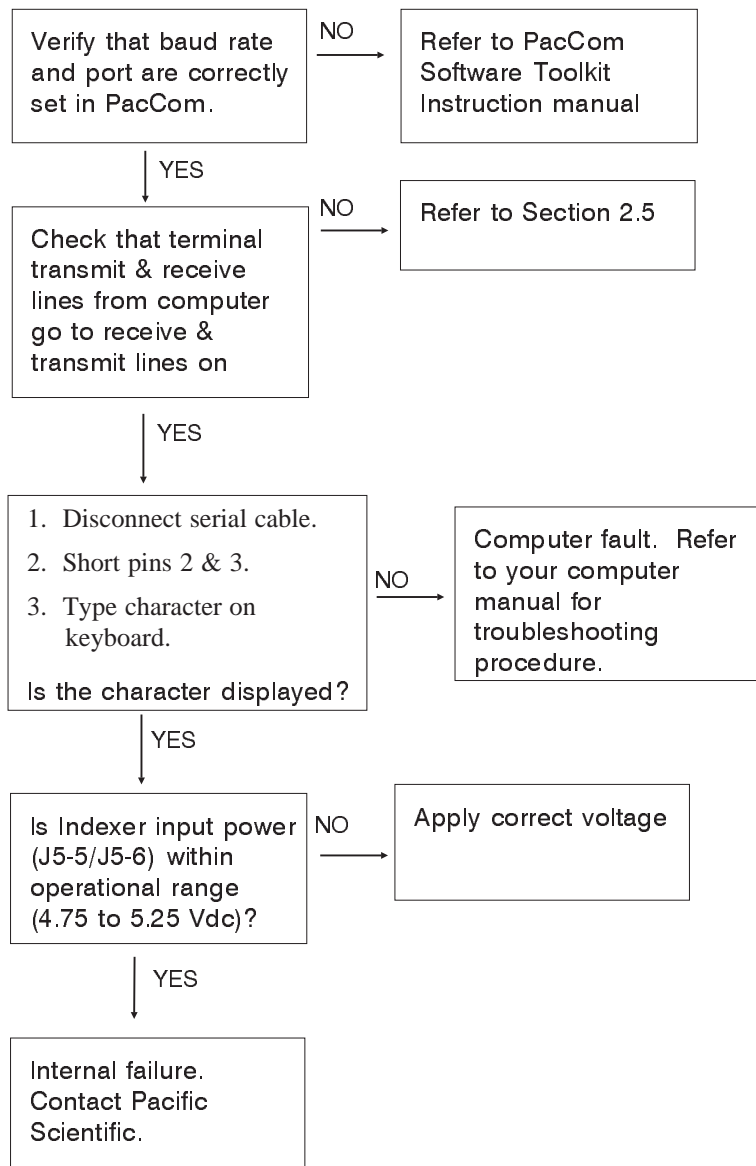 Verify that baud rate
and port are correctly
set in PacCom.
NO
Refer to PacCom
Software Toolkit
Instruction manual
YES
Check that terminal
transmit & receive
lines from computer
go to receive &
transmit lines on
NO
Refer to Section 2.5
YES
1. Disconnect serial cable.
2. Short pins 2 & 3.
3. Type character on
keyboard.
Is the character displayed?
NO
Computer fault. Refer
to your computer
manual for
troubleshooting
procedure.
YES
Is Indexer input power
(J5-5/J5-6) within
operational range
(4.75 to 5.25 Vdc)?
NO
Apply correct voltage
YES
Internal failure.
Contact Pacific
Scientific.